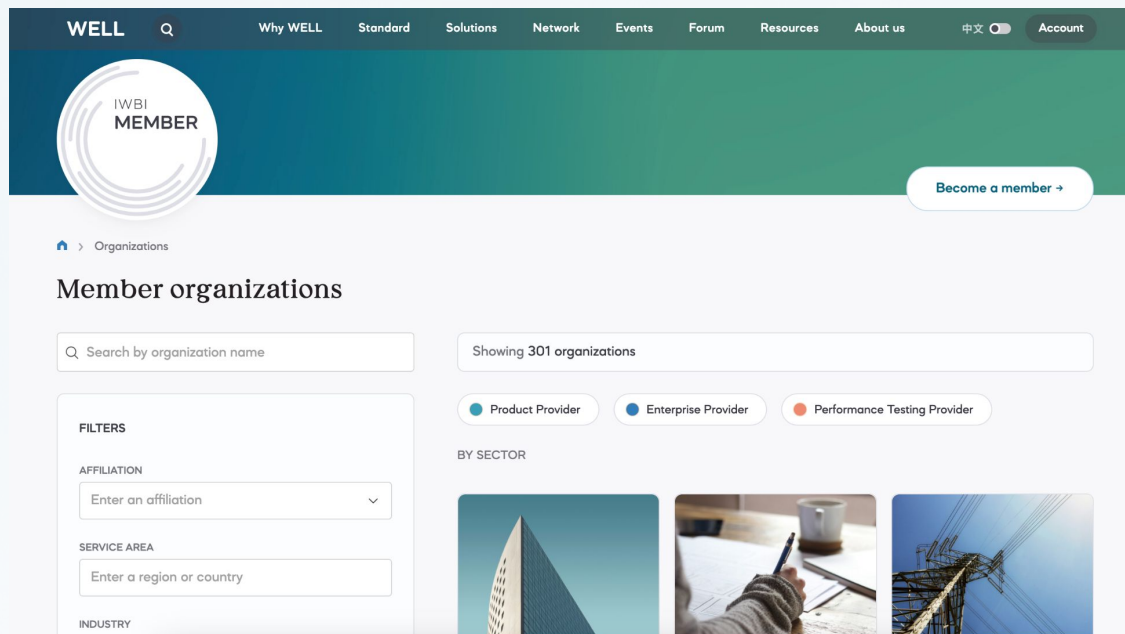 WELL
Why WELL
Standard
Solutions
Network
Events
Forum
Resources
About us
中文
Account
IWBI
MEMBER
Become a member →
Organizations
Member organizations
Search by organization name
Showing 301 organizations
Product Provider
Enterprise Provider
Performance Testing Provider
FILTERS
BY SECTOR
AFFILIATION
Enter an affiliation
SERVICE AREA
Enter a region or country
INDUSTRY